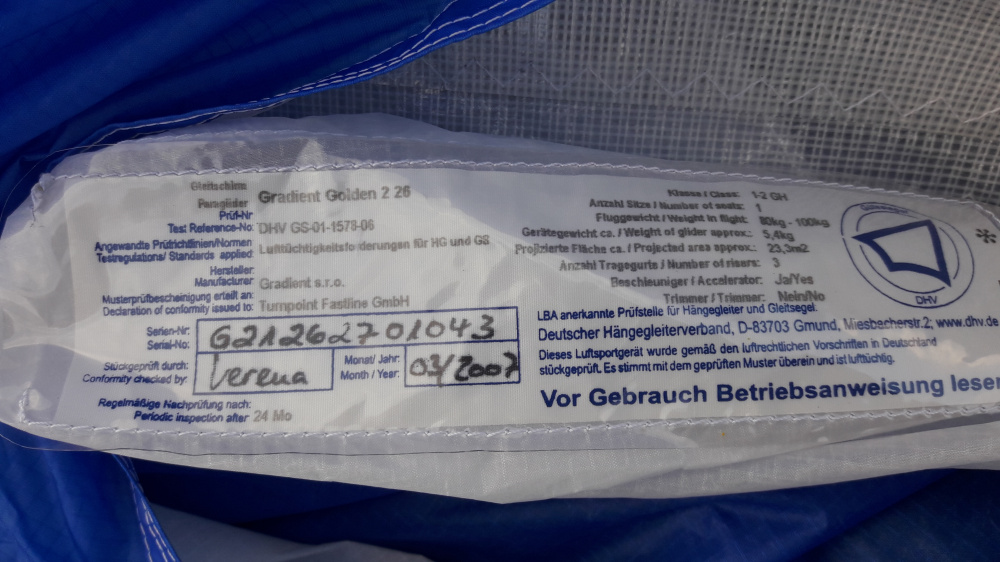 Gleitschirm
Paraglider
Gradient Golden 2 26
Prüf-Nr
Test Reference-No: DHV GS-01-1578-06
Angewandte Prüfrichtlinien/Normen
Testregulations/ Standards applied:
Lufttüchtigkeitsforderungen für HG und GS
Hersteller
Manufacturer Gradient s.r.o.
Musterprüfbescheinigung erteilt an:
Declaration of conformity issued to: Turnpoint Fastline GmbH
Serien-Nr:
Serial-No:
G212262701043
Stückgeprüft durch:
Conformity checked by:
Verena
Monat/ Jahr:
Month / Year:
03/2007
Regelmäßige Nachprüfung nach:
Periodic inspection after 24 Mo
Klasse / Class: 1-2 GH
Anzahl Sitze / Number of seats: 1
Fluggewicht / Weight in flight: 80kg - 100kg
Gerätegewicht ca. / Weight of glider approx.: 5,4kg
Projizierte Fläche ca. / Projected area approx.: 23,3m2
Anzahl Tragegurte / Number of risers: 3
Beschleuniger / Accelerator: Ja/Yes
Trimmer / Trimmer: Nein/No
LBA anerkannte Prüfstelle für Hängegleiter und Gleitsegel.
Deutscher Hängegleiterverband, D-83703 Gmund, Miesbacherstr.2; www.dhv.de
Dieses Luftsportgerät wurde gemäß den luftrechtlichen Vorschriften in Deutschland
stückgeprüft. Es stimmt mit dem geprüften Muster überein und ist lufttüchtig.
Vor Gebrauch Betriebsanweisung lesen
DHV